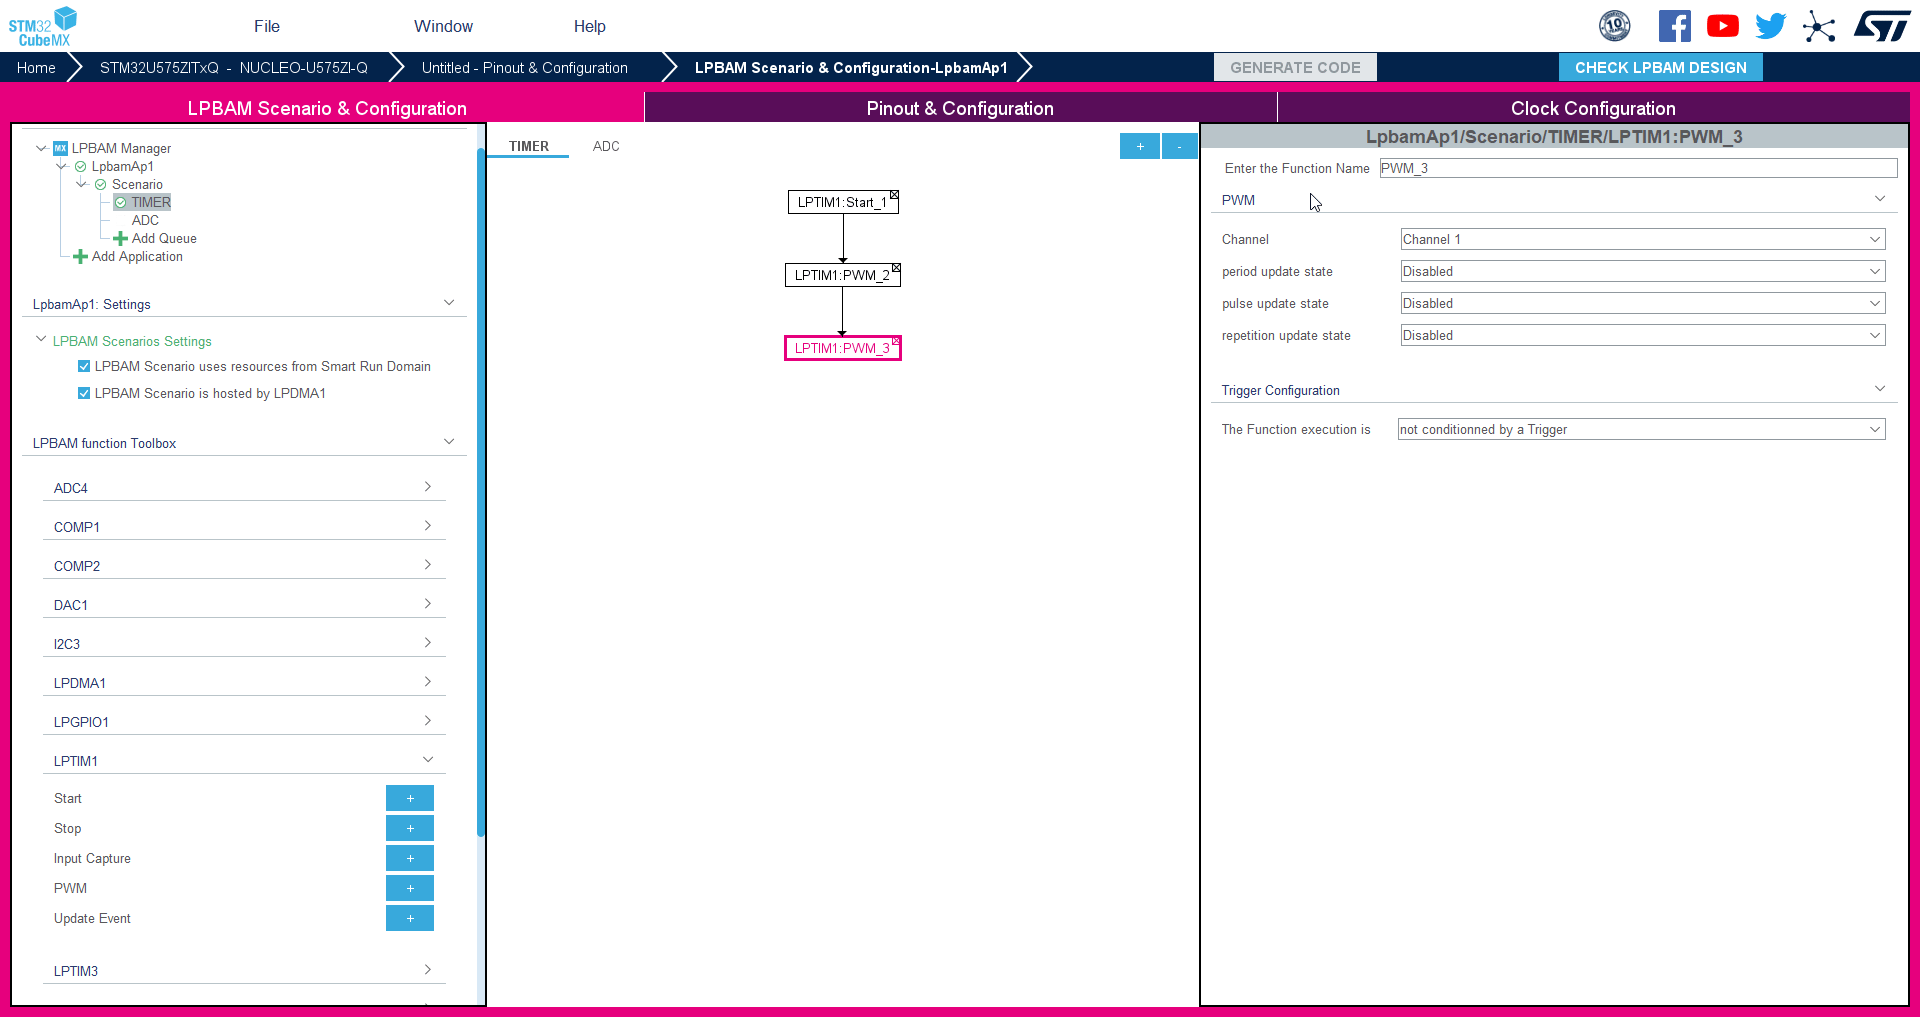 STM32
CubeMX
File
Window
Help
10
Home
STM32U575ZITxQ - NUCLEO-U575ZI-Q
Untitled - Pinout & Configuration
LPBAM Scenario & Configuration-LpbamAp1
GENERATE CODE
CHECK LPBAM DESIGN
LPBAM Scenario & Configuration
Pinout & Configuration
Clock Configuration
MX LPBAM Manager
LpbamAp1
Scenario
TIMER
ADC
Add Queue
Add Application
LpbamAp1: Settings
LPBAM Scenarios Settings
LPBAM Scenario uses resources from Smart Run Domain
LPBAM Scenario is hosted by LPDMA1
LPBAM function Toolbox
ADC4
COMP1
COMP2
DAC1
I2C3
LPDMA1
LPGPIO1
LPTIM1
Start +
Stop +
Input Capture +
PWM +
Update Event +
LPTIM3
TIMER
ADC
+
-
LPTIM1:Start_1
LPTIM1:PWM_2
LPTIM1:PWM_3
LpbamAp1/Scenario/TIMER/LPTIM1:PWM_3
Enter the Function Name PWM_3
PWM
Channel Channel 1
period update state Disabled
pulse update state Disabled
repetition update state Disabled
Trigger Configuration
The Function execution is not conditionned by a Trigger